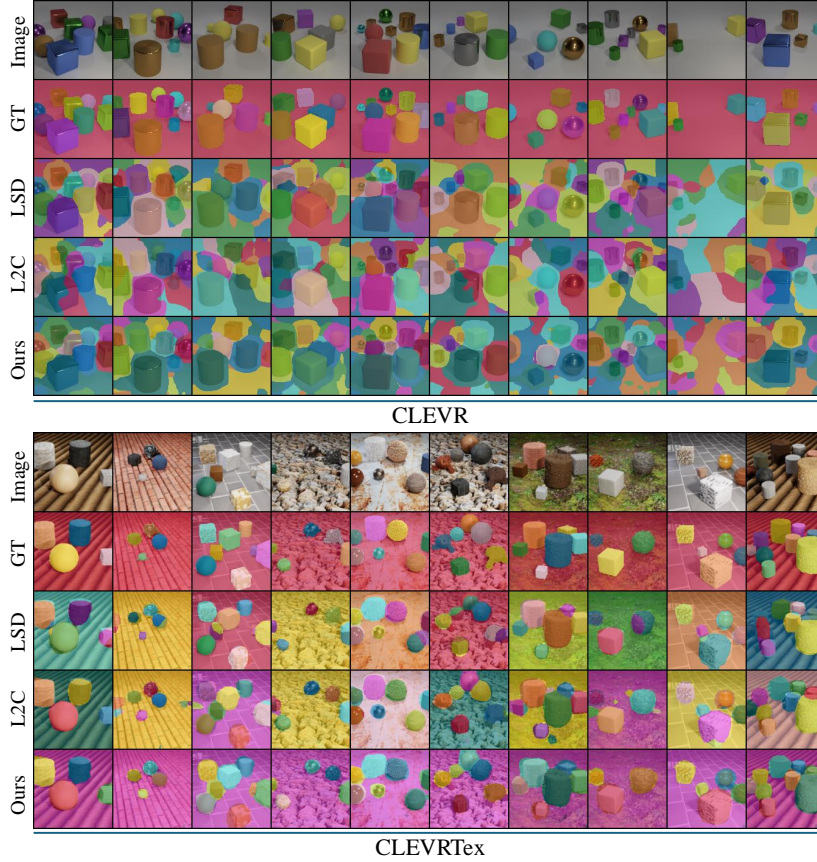 Image
GT
LSD
L2C
Ours
CLEVR
Image
GT
LSD
L2C
Ours
CLEVRTex